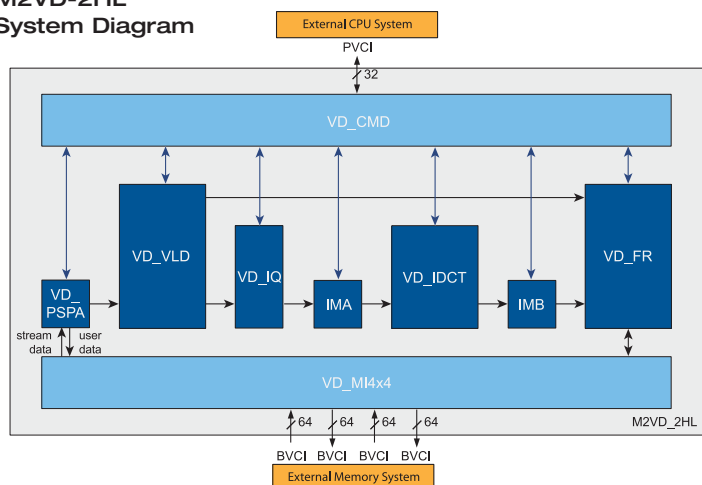 M2VD-2HL
System Diagram
External CPU System
PVCI
32
VD_CMD
VD_VLD
VD_IQ
VD_IDCT
VD_FR
VD_
PSPA
IMA
IMB
stream
data
user
data
VD_MI4x4
64
64
64
64
M2VD_2HL
BVCI
BVCI
BVCI
BVCI
External Memory System